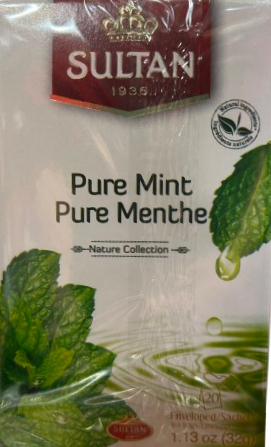 SULTAN
1936
Natural Ingredients
Ingrédients naturels
Pure Mint
Pure Menthe
Nature Collection
20
Enveloped/Sachets
1.13 oz (32g)
SULTAN